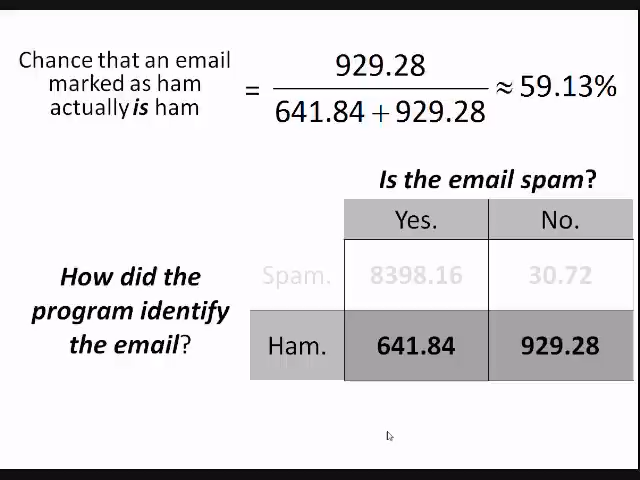 Chance that an email
marked as ham
actually is ham
= 929.28 / 641.84 + 929.28 ≈ 59.13%
Is the email spam?
Yes. No.
How did the
program identify
the email?
Spam. 8398.16 30.72
Ham. 641.84 929.28